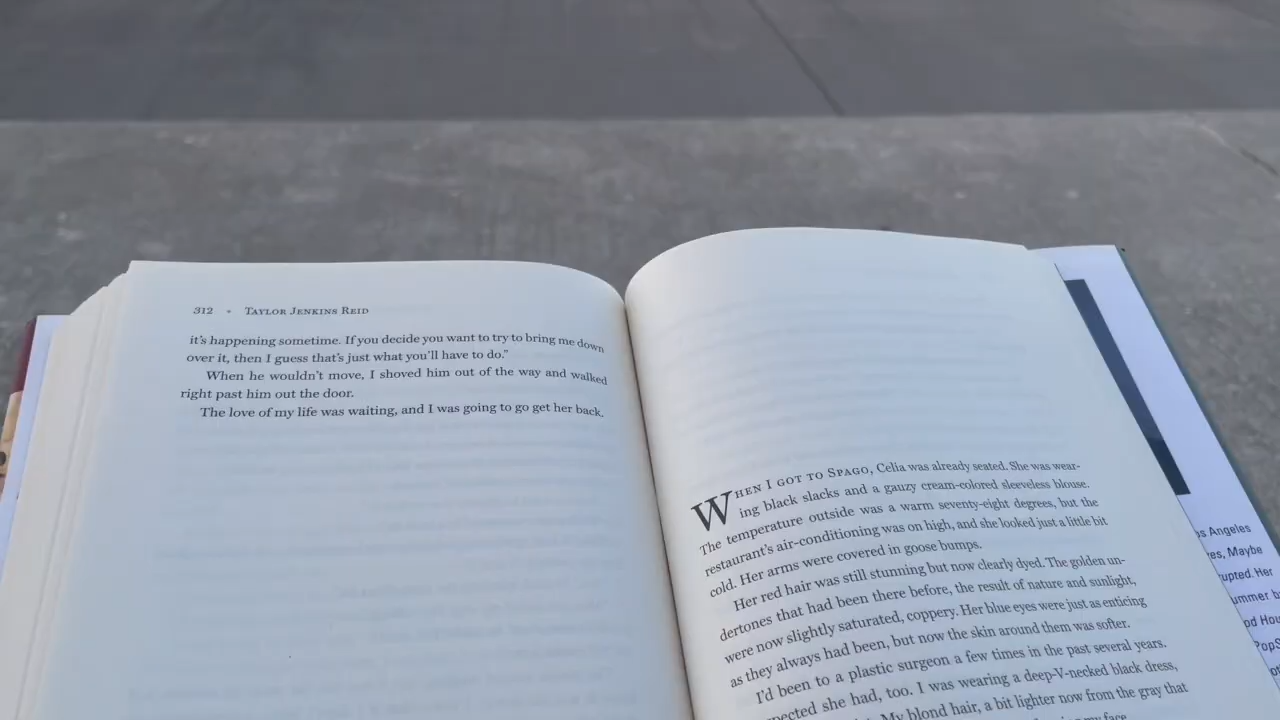 312 • TAYLOR JENKINS REID
it's happening sometime. If you decide you want to try to bring me down
over it, then I guess that's just what you'll have to do."
When he wouldn't move, I shoved him out of the way and walked
right past him out the door.
The love of my life was waiting, and I was going to go get her back.
WHEN I GOT TO SPAGO, Celia was already seated. She was wear-
ing black slacks and a gauzy cream-colored sleeveless blouse.
The temperature outside was a warm seventy-eight degrees, but the
restaurant's air-conditioning was on high, and she looked just a little bit
cold. Her arms were covered in goose bumps.
Her red hair was still stunning but now clearly dyed. The golden un-
dertones that had been there before, the result of nature and sunlight,
were now slightly saturated, coppery. Her blue eyes were just as enticing
as they always had been, but now the skin around them was softer.
I'd been to a plastic surgeon a few times in the past several years.
she had, too. I was wearing a deep-V-necked black dress,
My blond hair, a bit lighter now from the gray that
my face
Angeles
Maybe
Her